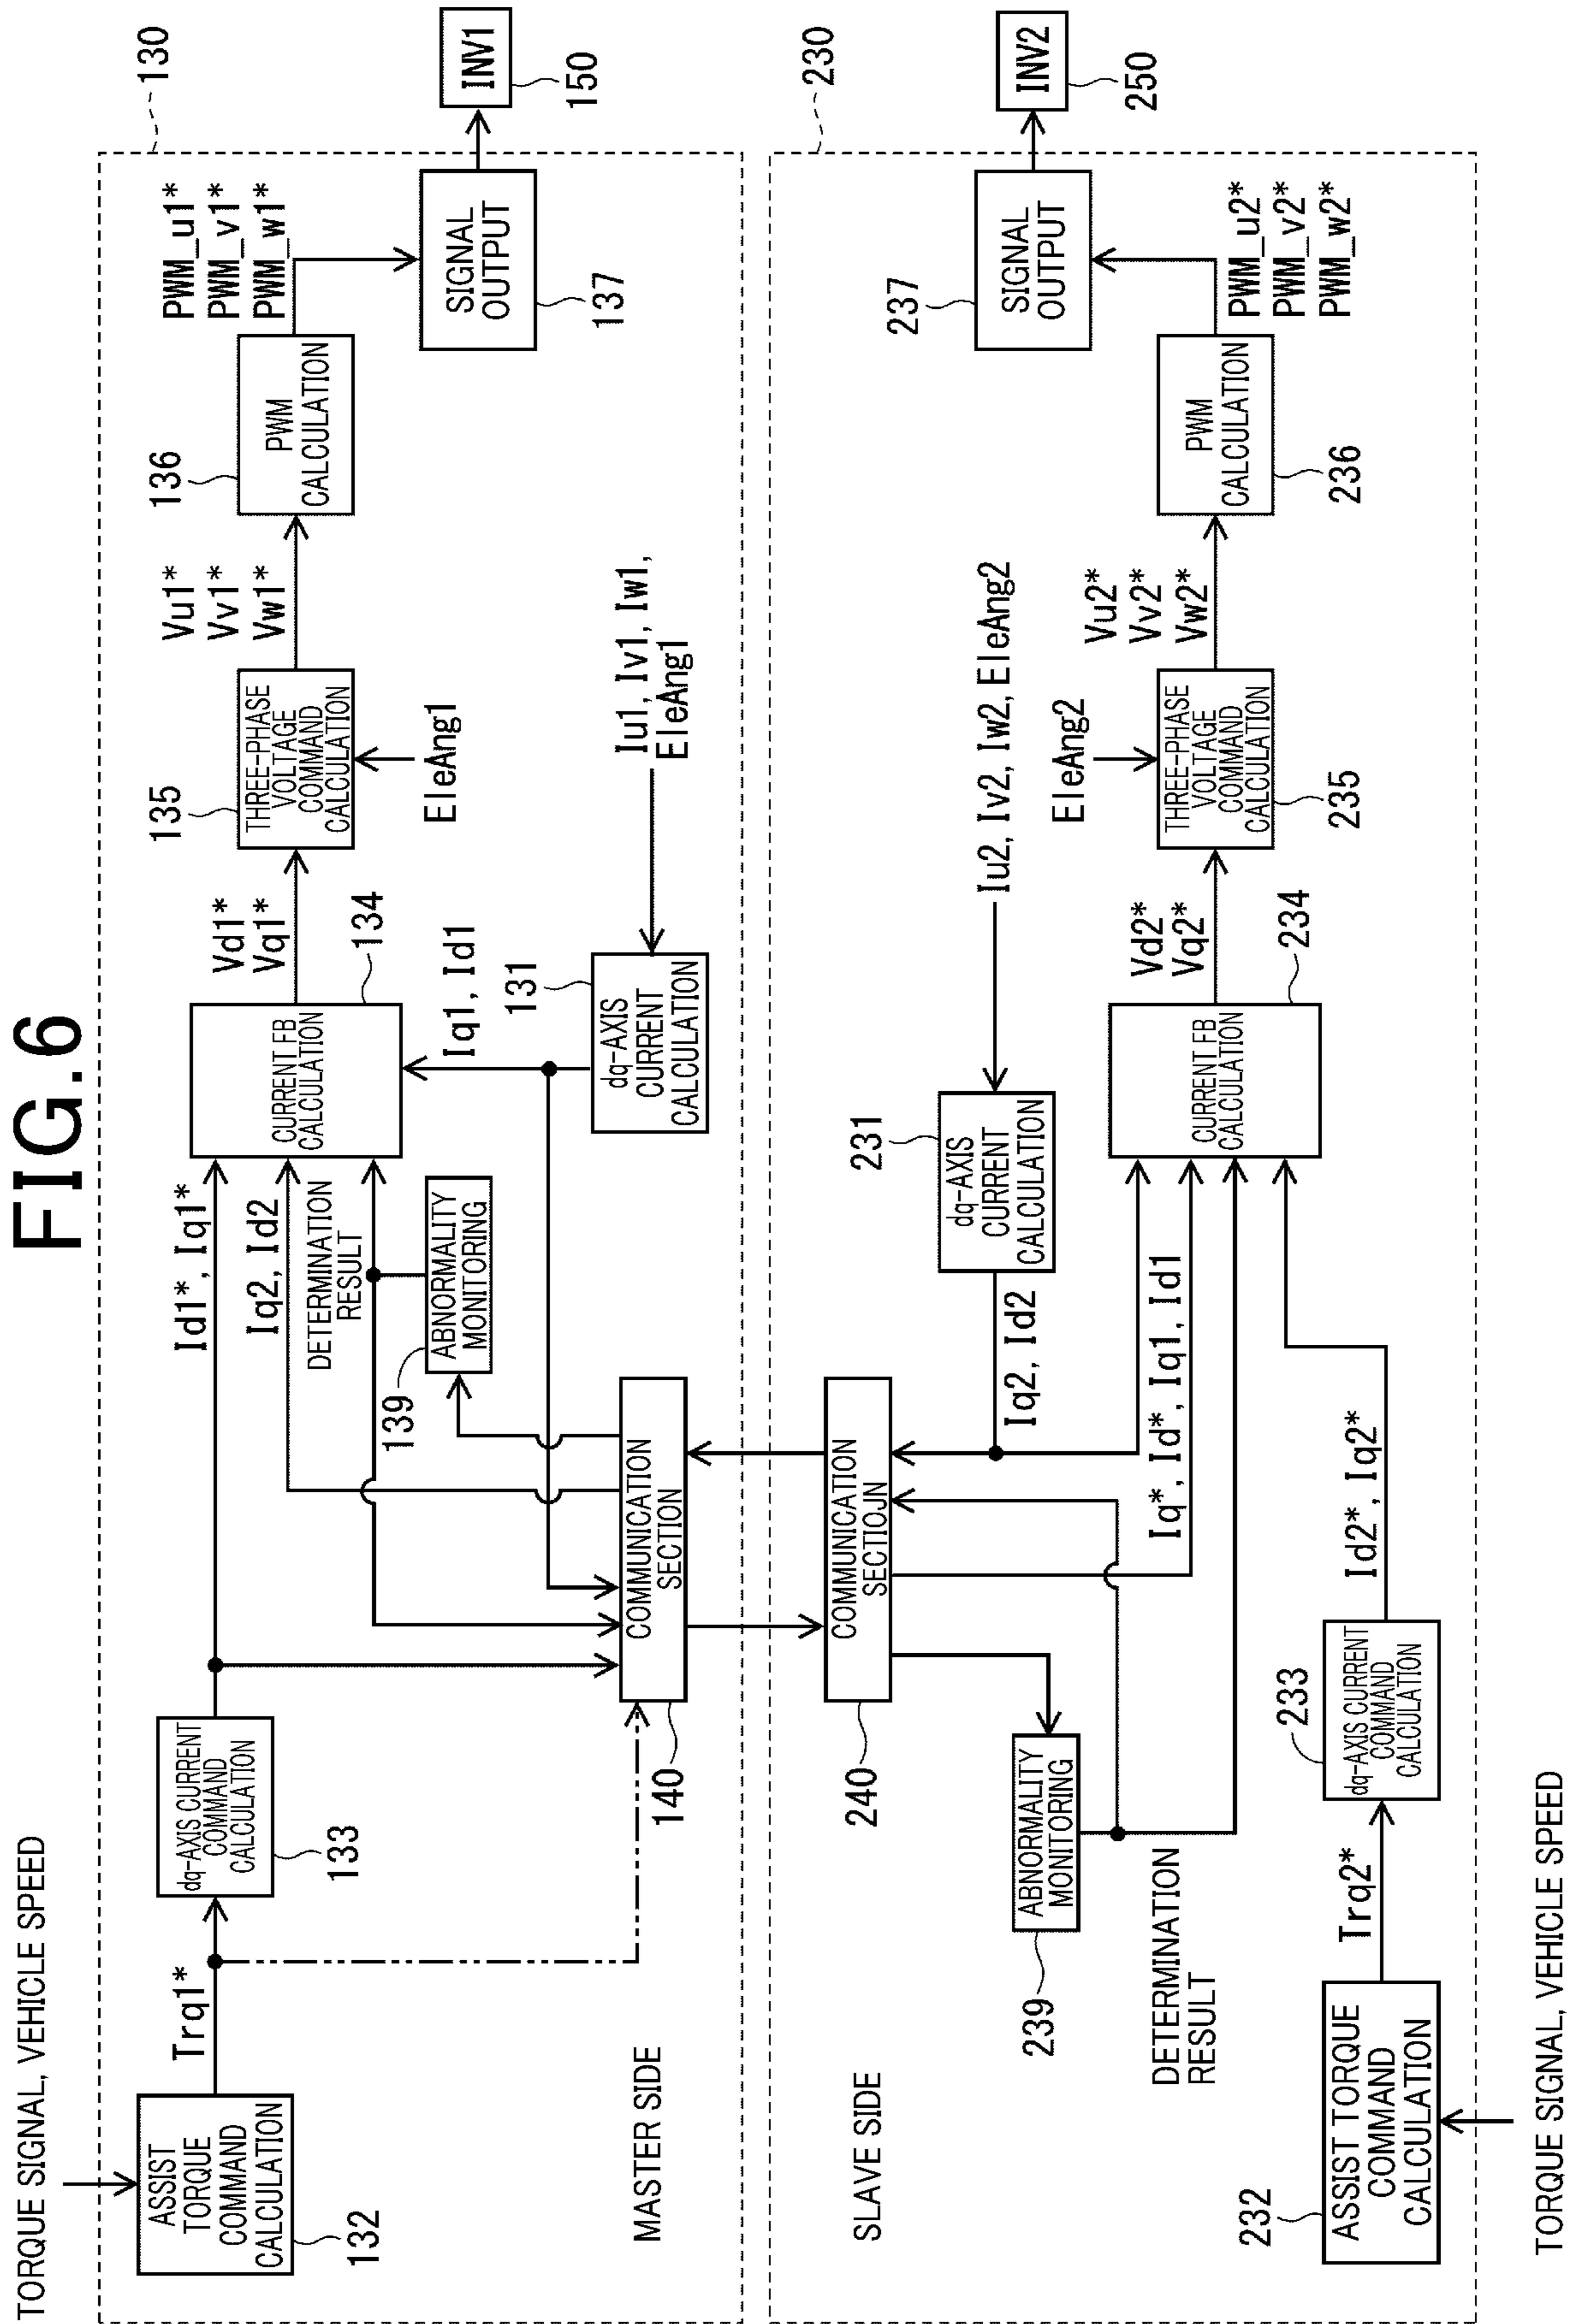 FIG. 6
TORQUE SIGNAL, VEHICLE SPEED
130
ASSIST
TORQUE
COMMAND
CALCULATION
132
Trq1*
dq-AXIS CURRENT
COMMAND
CALCULATION
133
Id1*, Iq1*
Iq2, Id2
DETERMINATION
RESULT
CURRENT FB
CALCULATION
134
Vd1*
Vq1*
THREE-PHASE
VOLTAGE
COMMAND
CALCULATION
135
EleAng1
Vu1*
Vv1*
Vw1*
PWM
CALCULATION
136
PWM_u1*
PWM_v1*
PWM_w1*
SIGNAL
OUTPUT
137
INV1
150
ABNORMALITY
MONITORING
139
Iq1, Id1
dq-AXIS
CURRENT
CALCULATION
131
Iu1, Iv1, Iw1,
EleAng1
COMMUNICATION
SECTION
140
MASTER SIDE
SLAVE SIDE
230
COMMUNICATION
SECTIOJN
240
dq-AXIS
CURRENT
CALCULATION
231
Iu2, Iv2, Iw2, EleAng2
Iq2, Id2
ABNORMALITY
MONITORING
239
DETERMINATION
RESULT
Iq*, Id*, Iq1, Id1
CURRENT FB
CALCULATION
234
Vd2*
Vq2*
EleAng2
THREE-PHASE
VOLTAGE
COMMAND
CALCULATION
235
Vu2*
Vv2*
Vw2*
PWM
CALCULATION
236
PWM_u2*
PWM_v2*
PWM_w2*
SIGNAL
OUTPUT
237
INV2
250
ASSIST TORQUE
COMMAND
CALCULATION
232
Trq2*
dq-AXIS CURRENT
COMMAND
CALCULATION
233
Id2*, Iq2*
TORQUE SIGNAL, VEHICLE SPEED